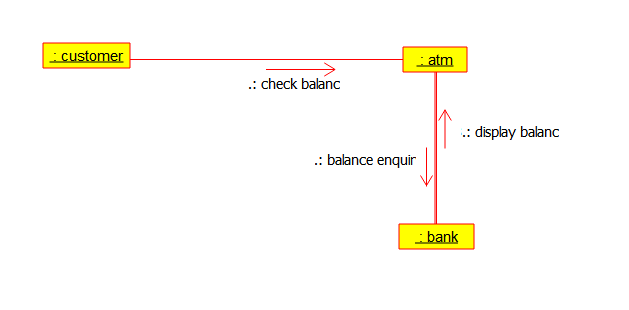 : customer
: atm
.: check balanc
.: display balanc
.: balance enquir
: bank